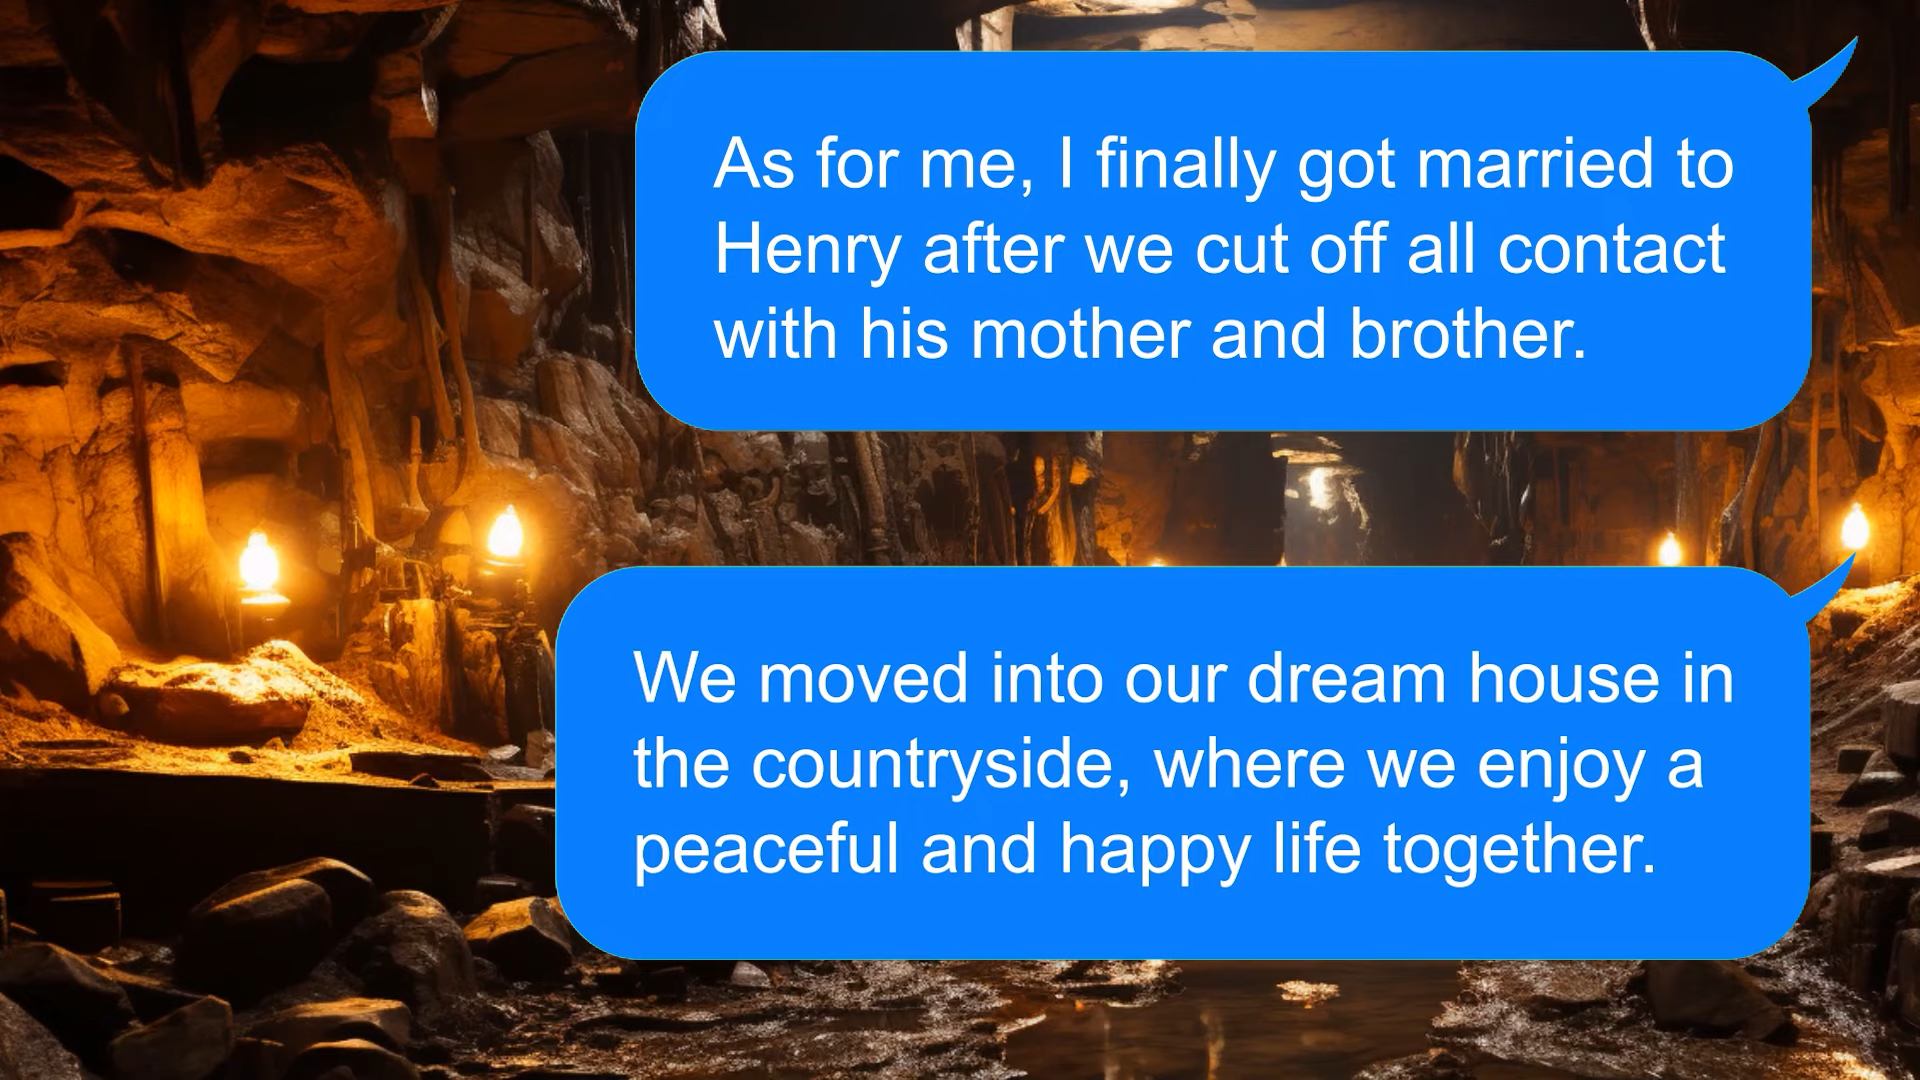 As for me, I finally got married to
Henry after we cut off all contact
with his mother and brother.
We moved into our dream house in
the countryside, where we enjoy a
peaceful and happy life together.